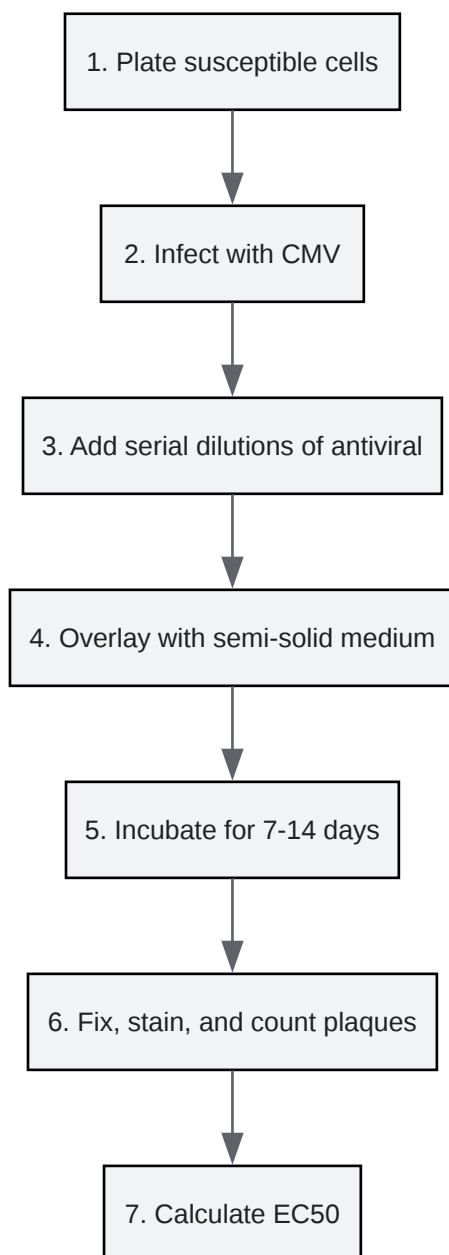 1. Plate susceptible cells
2. Infect with CMV
3. Add serial dilutions of antiviral
4. Overlay with semi-solid medium
5. Incubate for 7-14 days
6. Fix, stain, and count plaques
7. Calculate EC50